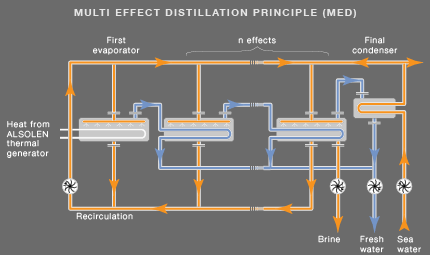 MULTI EFFECT DISTILLATION PRINCIPLE (MED)
First
evaporator
n effects
Final
condenser
Heat from
ALSOLEN
thermal
generator
Recirculation
Brine
Fresh
water
Sea
water